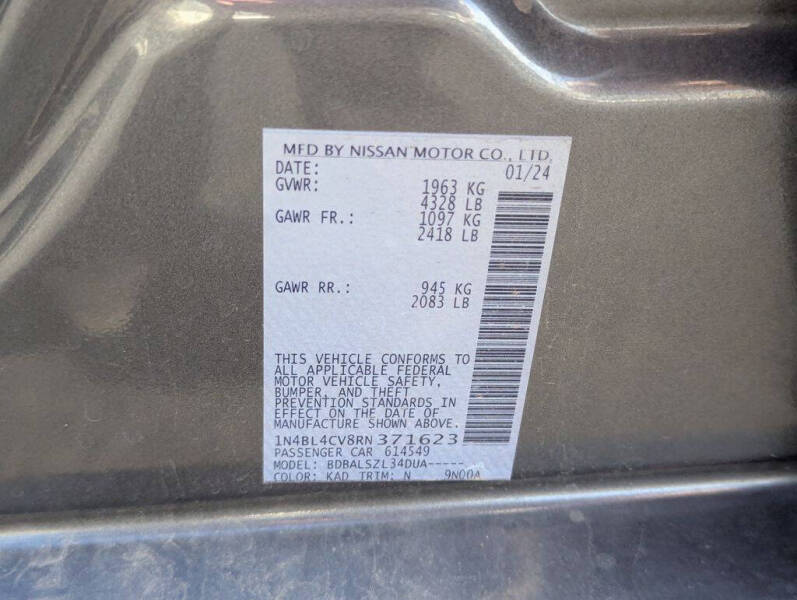 MFD BY NISSAN MOTOR CO., LTD.
DATE: 01/24
GVWR: 1963 KG
4328 LB
GAWR FR.: 1097 KG
2418 LB
GAWR RR.: 945 KG
2083 LB
THIS VEHICLE CONFORMS TO
ALL APPLICABLE FEDERAL
MOTOR VEHICLE SAFETY,
BUMPER, AND THEFT
PREVENTION STANDARDS IN
EFFECT ON THE DATE OF
MANUFACTURE SHOWN ABOVE.
1N4BL4CV8RN371623
PASSENGER CAR 614549
MODEL: BDBALSZL34DUA-----
COLOR: KAD TRIM: N 9N00A